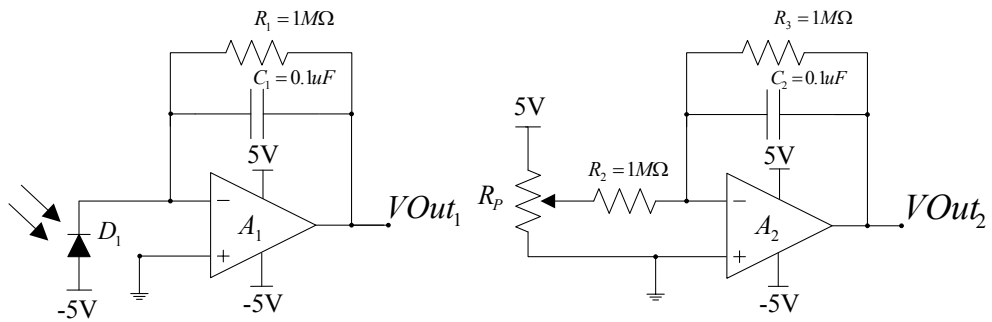 R₁ = 1MΩ
C₁ = 0.1uF
5V
A₁
VOut₁
D₁
-5V
-5V
R₃ = 1MΩ
C₂ = 0.1uF
5V
5V
R₂ = 1MΩ
R_P
A₂
VOut₂
-5V